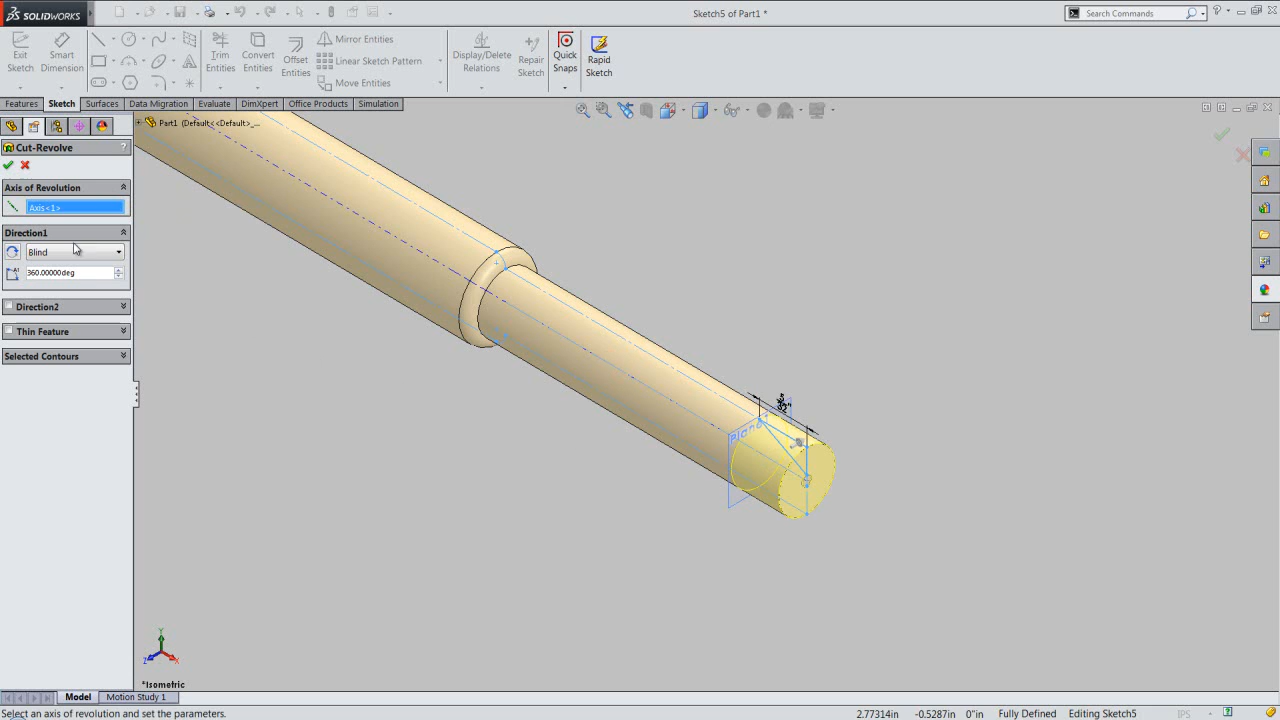 SOLIDWORKS
Sketch5 of Part1 *
Search Commands
Exit Sketch
Smart Dimension
Trim Entities
Convert Entities
Offset Entities
Mirror Entities
Linear Sketch Pattern
Move Entities
Display/Delete Relations
Repair Sketch
Quick Snaps
Rapid Sketch
Features
Sketch
Surfaces
Data Migration
Evaluate
DimXpert
Office Products
Simulation
Part1 (Default<<Default>_...
Cut-Revolve
?
Axis of Revolution
Axis<1>
Direction1
Blind
360.00000deg
Direction2
Thin Feature
Selected Contours
Plane
Y
X
Z
*Isometric
Model
Motion Study 1
Select an axis of revolution and set the parameters.
2.77314in
-0.5287in
0"in
Fully Defined
Editing Sketch5
IPS